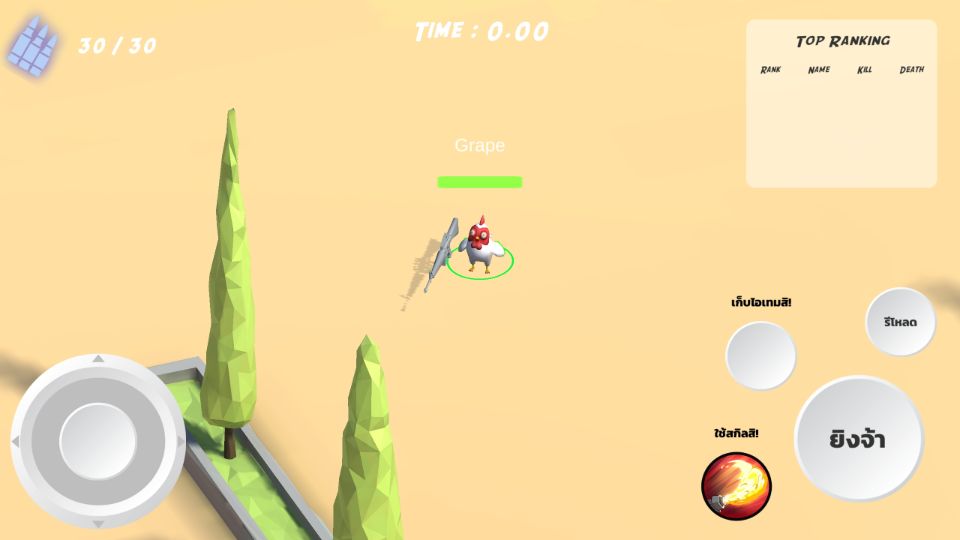 30 / 30
TIME : 0.00
TOP RANKING
RANK NAME KILL DEATH
Grape
เก็บไอเทมสิ!
รีโหลด
ใช้สกิลสิ!
ยิงจ้า